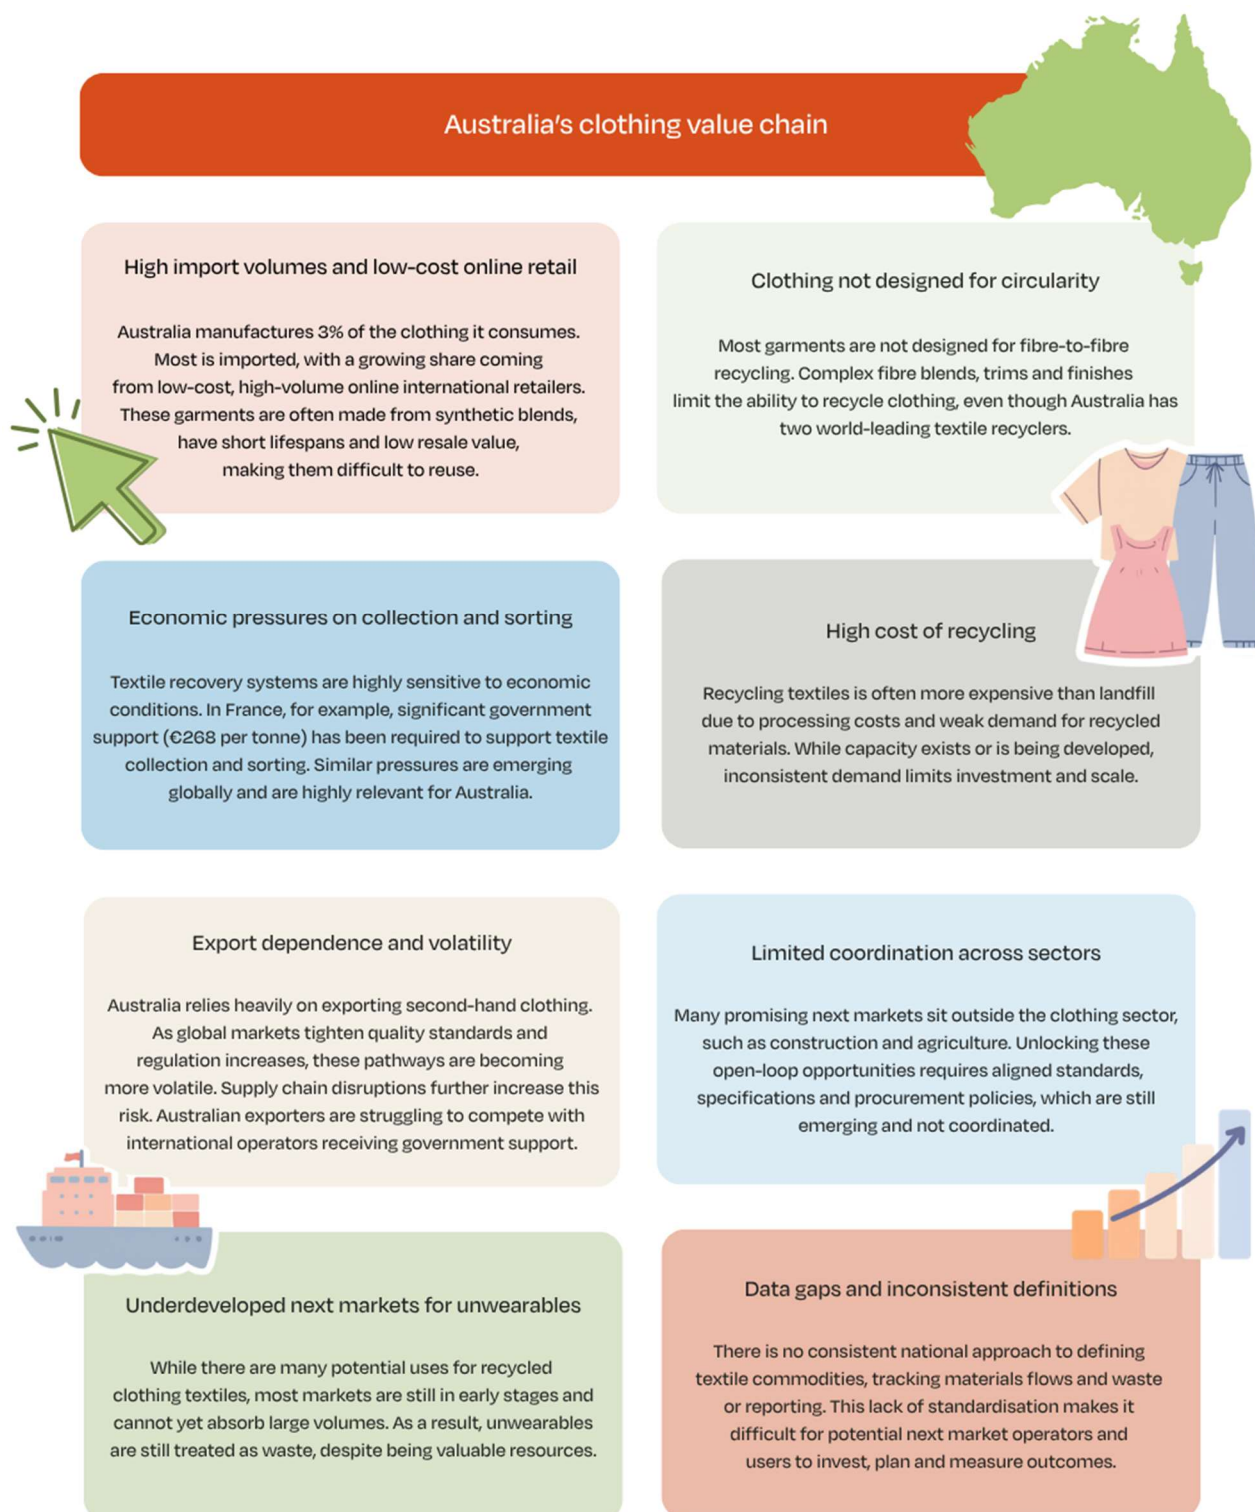 Australia's clothing value chain
High import volumes and low-cost online retail
Australia manufactures 3% of the clothing it consumes.
Most is imported, with a growing share coming
from low-cost, high-volume online international retailers.
These garments are often made from synthetic blends,
have short lifespans and low resale value,
making them difficult to reuse.
Clothing not designed for circularity
Most garments are not designed for fibre-to-fibre
recycling. Complex fibre blends, trims and finishes
limit the ability to recycle clothing, even though Australia has
two world-leading textile recyclers.
Economic pressures on collection and sorting
Textile recovery systems are highly sensitive to economic
conditions. In France, for example, significant government
support (€268 per tonne) has been required to support textile
collection and sorting. Similar pressures are emerging
globally and are highly relevant for Australia.
High cost of recycling
Recycling textiles is often more expensive than landfill
due to processing costs and weak demand for recycled
materials. While capacity exists or is being developed,
inconsistent demand limits investment and scale.
Export dependence and volatility
Australia relies heavily on exporting second-hand clothing.
As global markets tighten quality standards and
regulation increases, these pathways are becoming
more volatile. Supply chain disruptions further increase this
risk. Australian exporters are struggling to compete with
international operators receiving government support.
Limited coordination across sectors
Many promising next markets sit outside the clothing sector,
such as construction and agriculture. Unlocking these
open-loop opportunities requires aligned standards,
specifications and procurement policies, which are still
emerging and not coordinated.
Underdeveloped next markets for unwearables
While there are many potential uses for recycled
clothing textiles, most markets are still in early stages and
cannot yet absorb large volumes. As a result, unwearables
are still treated as waste, despite being valuable resources.
Data gaps and inconsistent definitions
There is no consistent national approach to defining
textile commodities, tracking materials flows and waste
or reporting. This lack of standardisation makes it
difficult for potential next market operators and
users to invest, plan and measure outcomes.